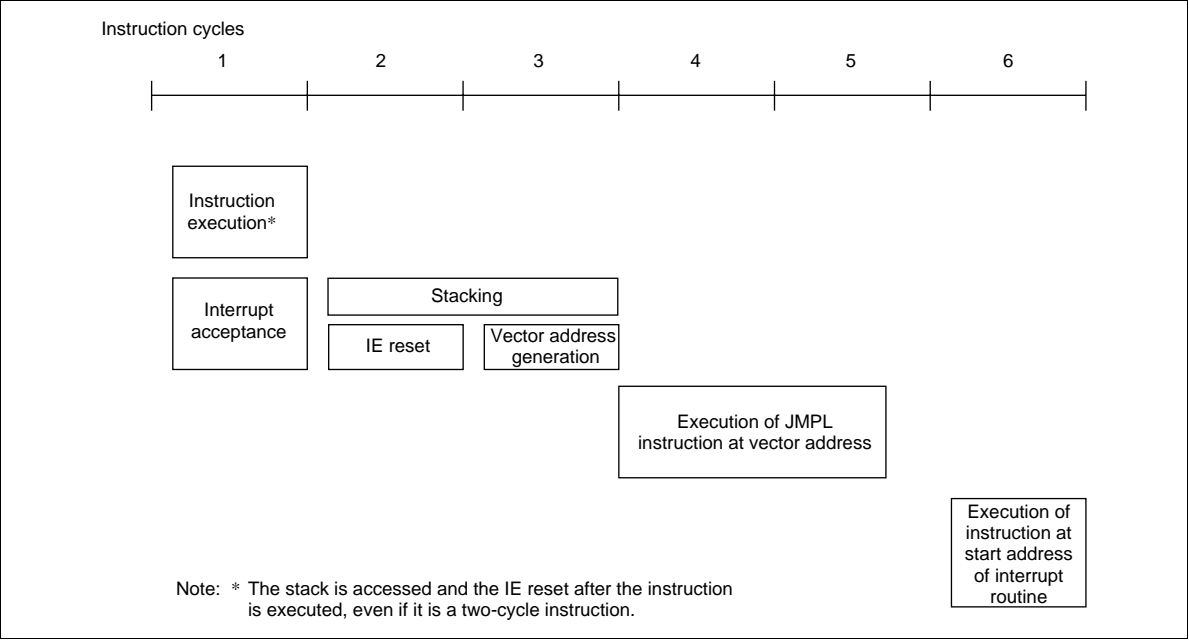 Instruction cycles
1 2 3 4 5 6
Instruction
execution*
Interrupt
acceptance
Stacking
IE reset
Vector address
generation
Execution of JMPL
instruction at vector address
Execution of
instruction at
start address
of interrupt
routine
Note: * The stack is accessed and the IE reset after the instruction
is executed, even if it is a two-cycle instruction.